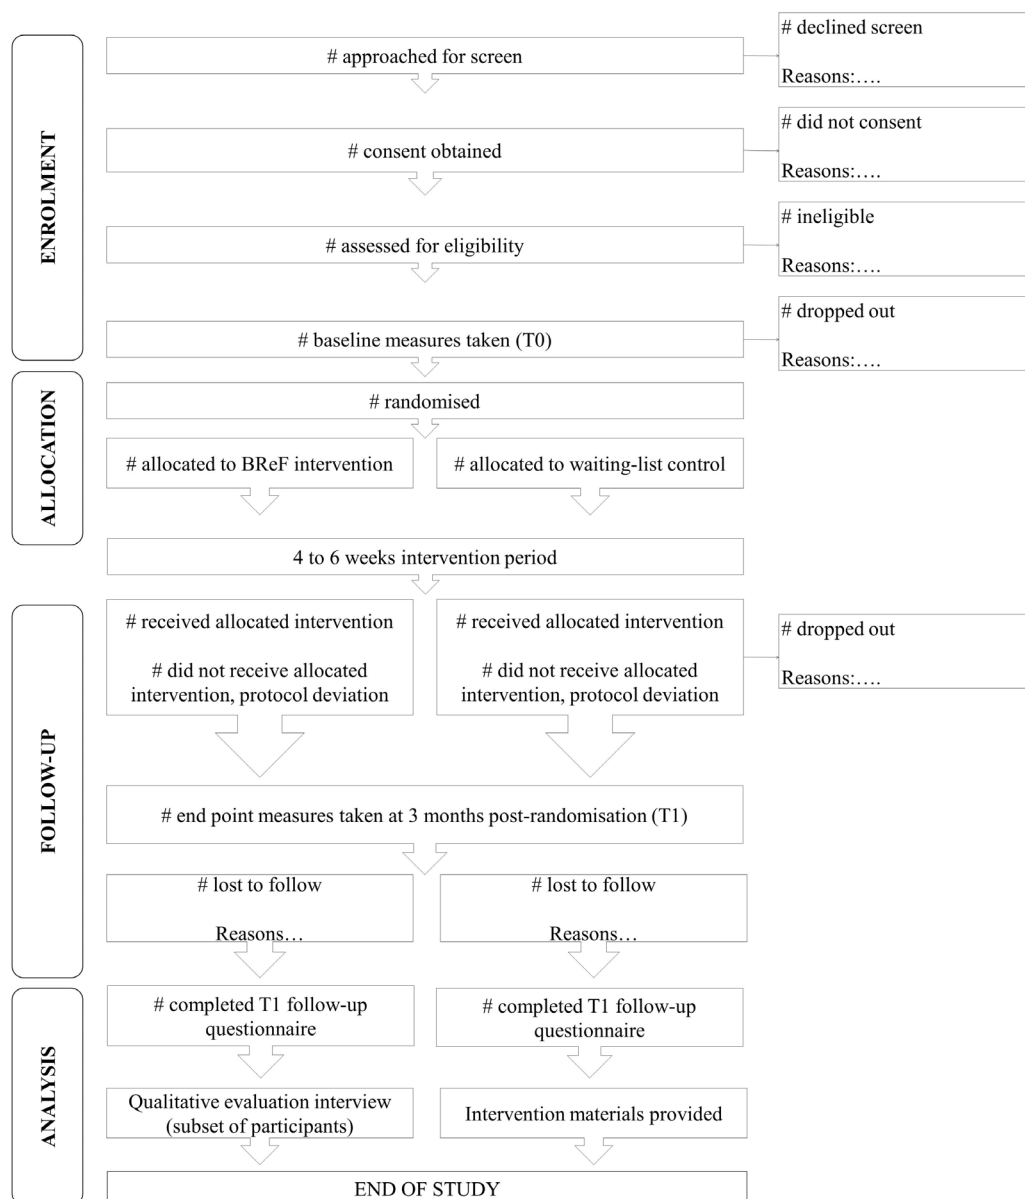 ENROLMENT
# approached for screen
# declined screen
Reasons:….
# consent obtained
# did not consent
Reasons:….
# assessed for eligibility
# ineligible
Reasons:….
# baseline measures taken (T0)
# dropped out
Reasons:….
ALLOCATION
# randomised
# allocated to BReF intervention
# allocated to waiting-list control
4 to 6 weeks intervention period
FOLLOW-UP
# received allocated intervention
# did not receive allocated
intervention, protocol deviation
# received allocated intervention
# did not receive allocated
intervention, protocol deviation
# dropped out
Reasons:….
# end point measures taken at 3 months post-randomisation (T1)
# lost to follow
Reasons…
# lost to follow
Reasons…
ANALYSIS
# completed T1 follow-up
questionnaire
# completed T1 follow-up
questionnaire
Qualitative evaluation interview
(subset of participants)
Intervention materials provided
END OF STUDY